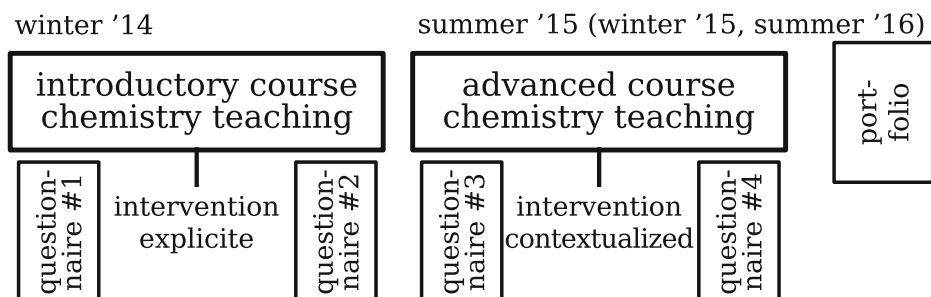 winter ’14
summer ’15 (winter ’15, summer ’16)
introductory course
chemistry teaching
advanced course
chemistry teaching
port-
folio
question-
naire #1
intervention
explicite
question-
naire #2
question-
naire #3
intervention
contextualized
question-
naire #4